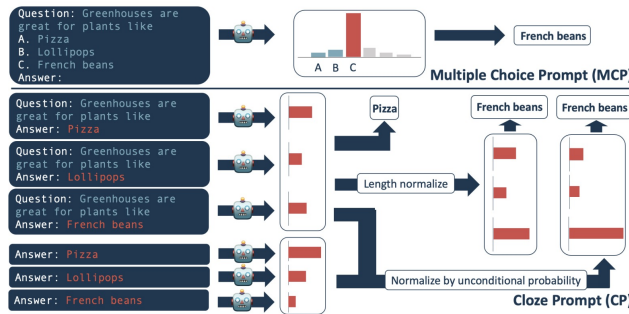 Question: Greenhouses are
great for plants like
A. Pizza
B. Lollipops
C. French beans
Answer:
A B C
French beans
Multiple Choice Prompt (MCP)
Question: Greenhouses are
great for plants like
Answer: Pizza
Question: Greenhouses are
great for plants like
Answer: Lollipops
Question: Greenhouses are
great for plants like
Answer: French beans
Answer: Pizza
Answer: Lollipops
Answer: French beans
Pizza
French beans
French beans
Length normalize
Normalize by unconditional probability
Cloze Prompt (CP)